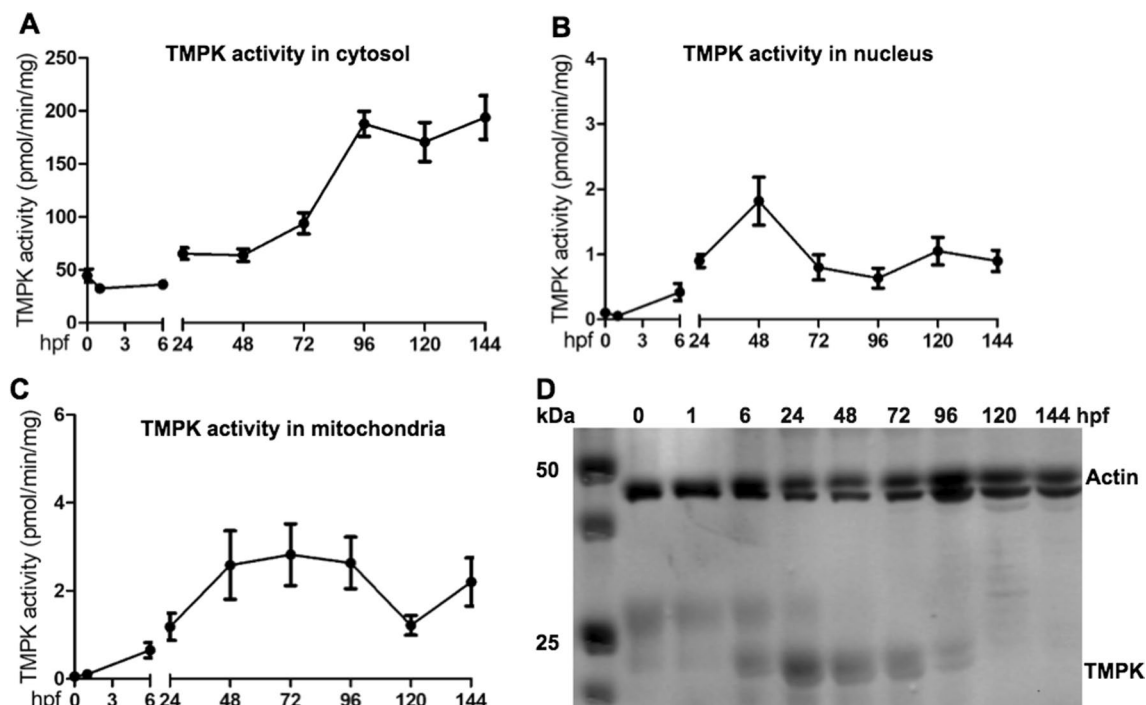 A
TMPK activity in cytosol
TMPK activity (pmol/min/mg)
250
200
150
100
50
0
hpf 0 3 6 24 48 72 96 120 144
B
TMPK activity in nucleus
TMPK activity (pmol/min/mg)
4
3
2
1
0
hpf 0 3 6 24 48 72 96 120 144
C
TMPK activity in mitochondria
TMPK activity (pmol/min/mg)
6
4
2
0
hpf 0 3 6 24 48 72 96 120 144
D
kDa 0 1 6 24 48 72 96 120 144 hpf
50
Actin
25
TMPK